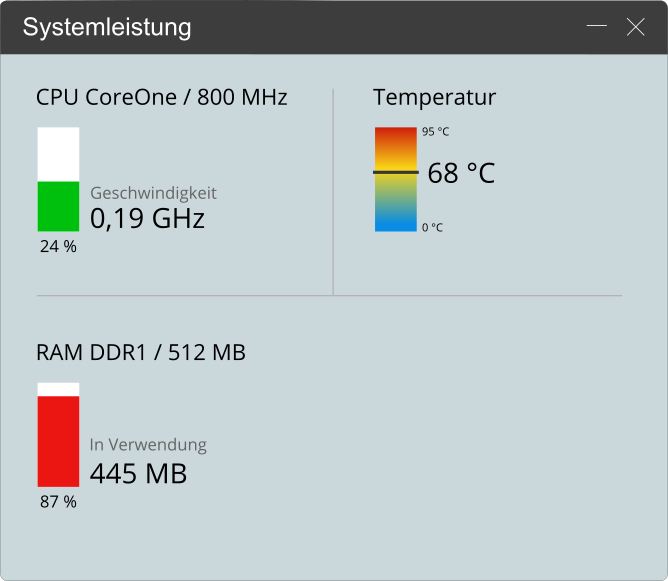 Systemleistung
CPU CoreOne / 800 MHz
Geschwindigkeit
0,19 GHz
24 %
Temperatur
95 °C
68 °C
0 °C
RAM DDR1 / 512 MB
In Verwendung
445 MB
87 %